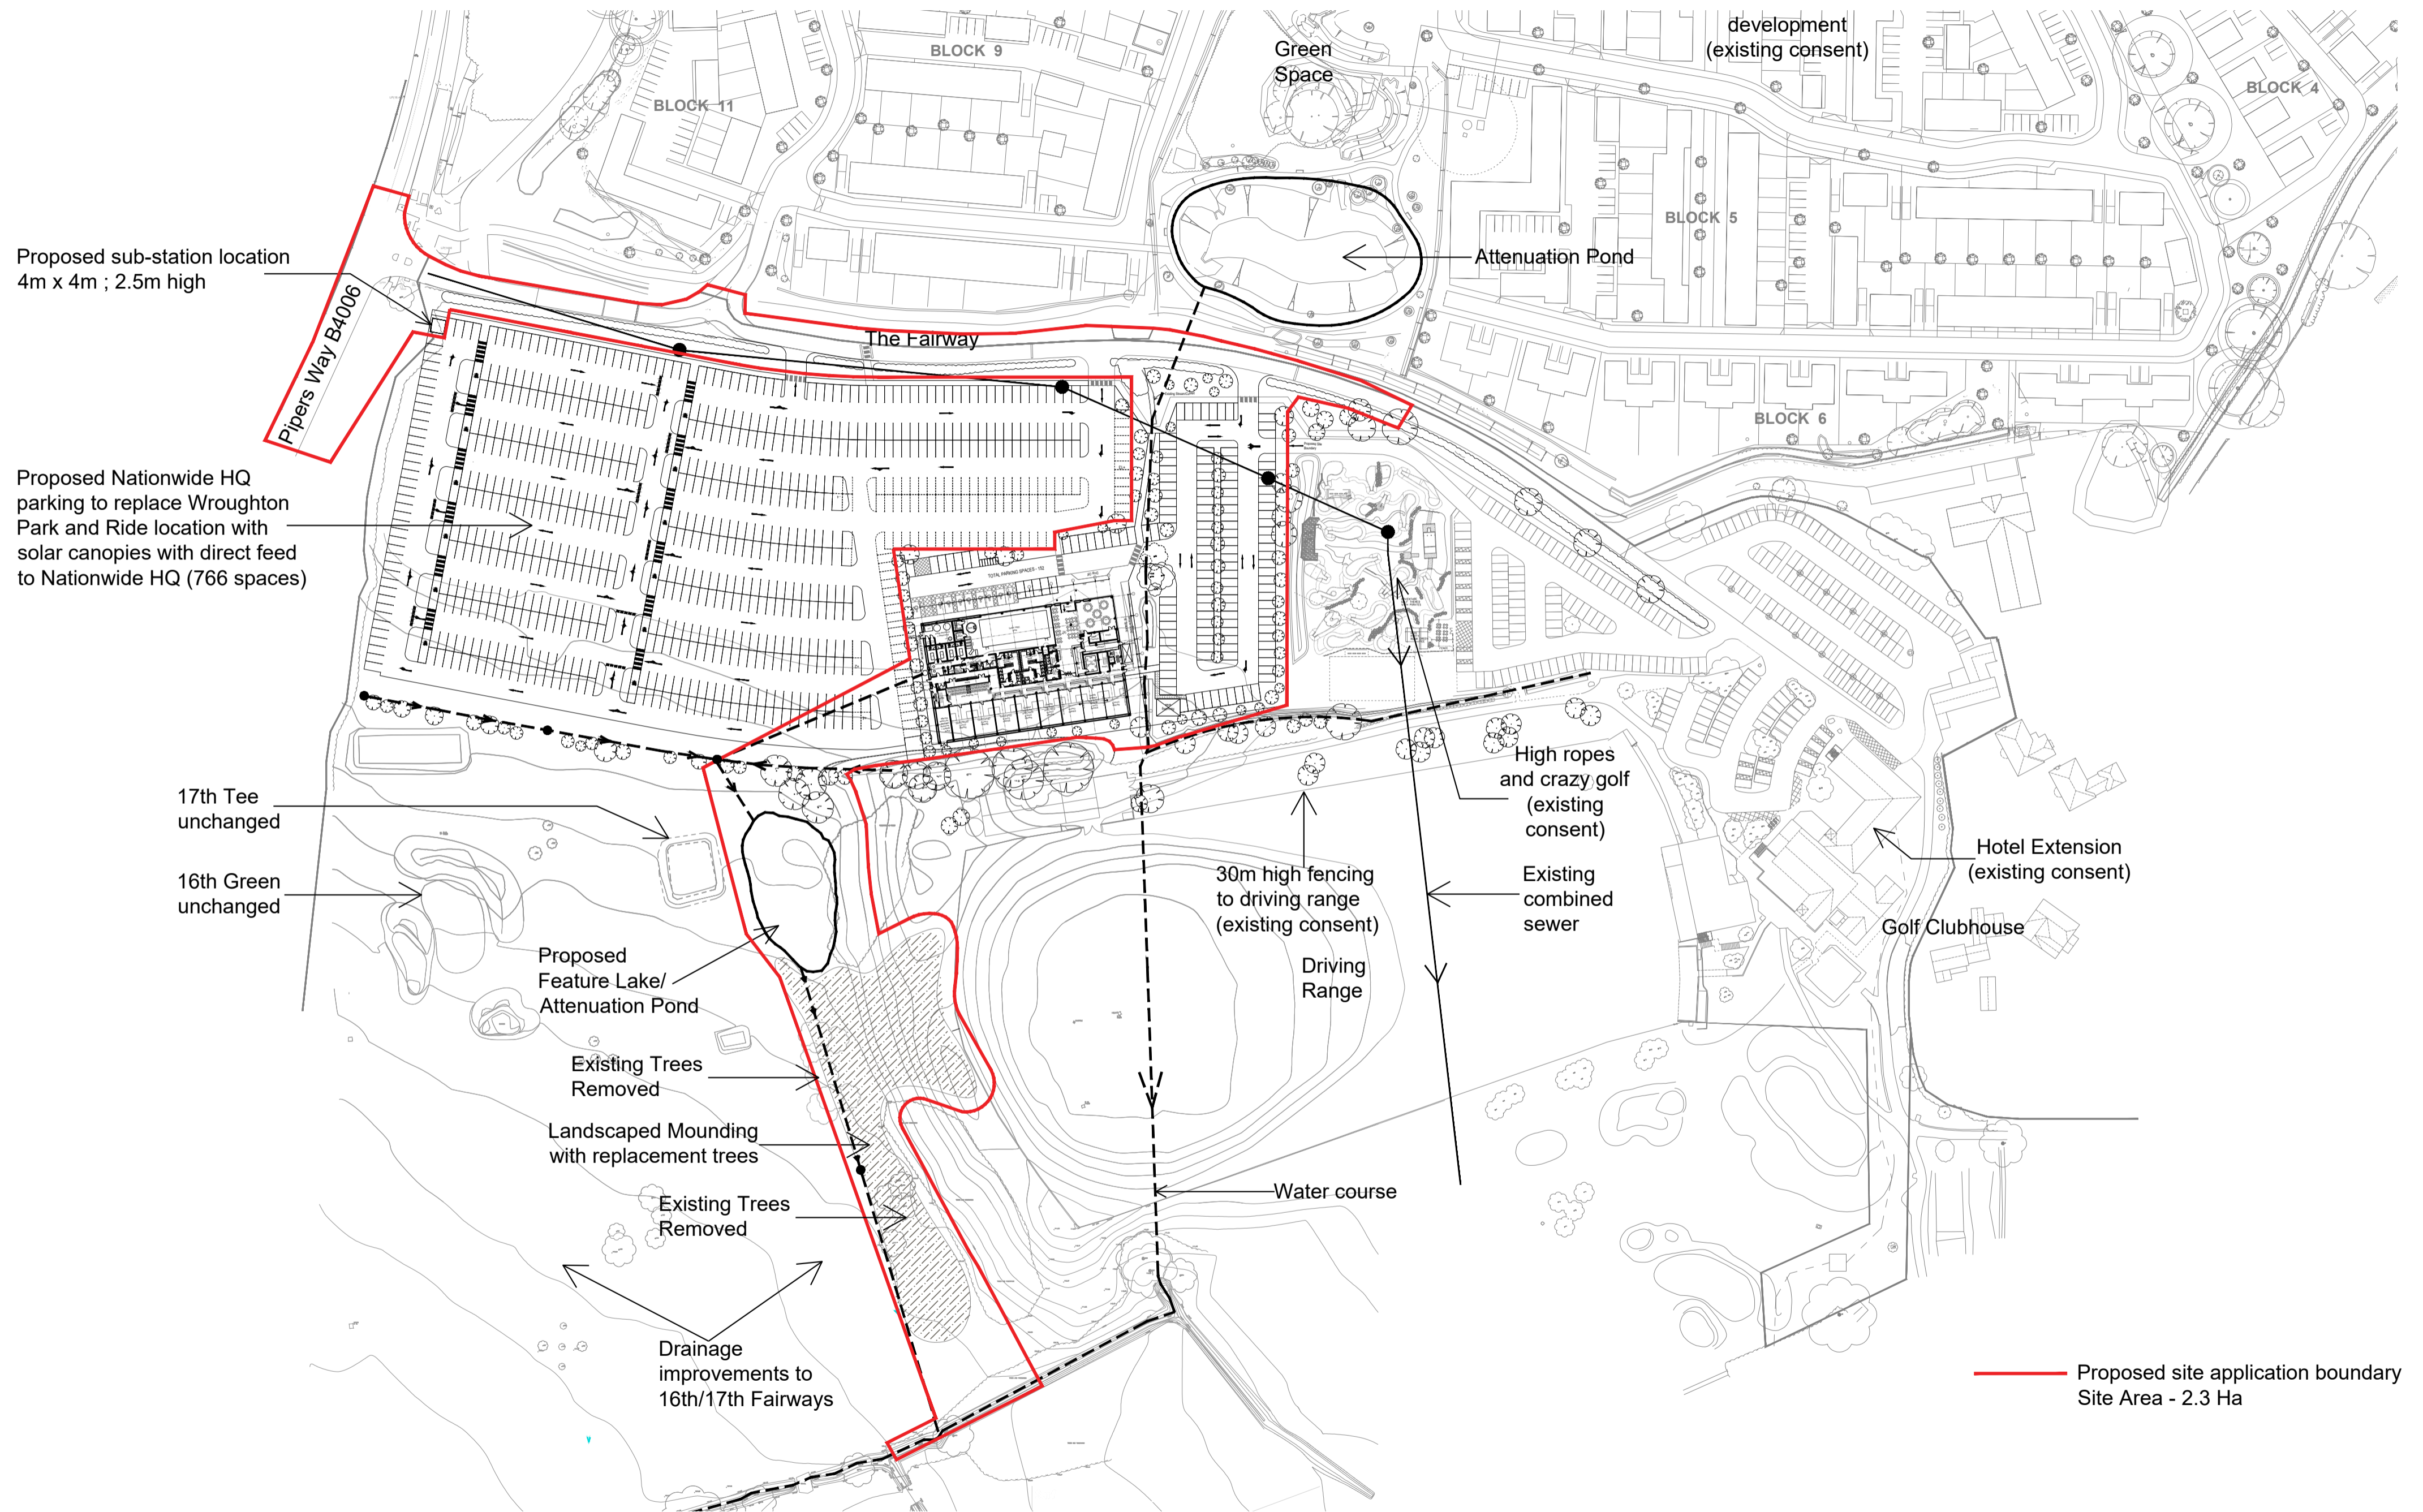 development
(existing consent)
BLOCK 9
Green
Space
BLOCK 11
BLOCK 4
BLOCK 5
Attenuation Pond
Proposed sub-station location
4m x 4m ; 2.5m high
Pipers Way B4006
The Fairway
BLOCK 6
Proposed Nationwide HQ
parking to replace Wroughton
Park and Ride location with
solar canopies with direct feed
to Nationwide HQ (766 spaces)
TOTAL PARKING SPACES - 152
High ropes
and crazy golf
(existing
consent)
17th Tee
unchanged
16th Green
unchanged
30m high fencing
to driving range
(existing consent)
Existing
combined
sewer
Hotel Extension
(existing consent)
Golf Clubhouse
Proposed
Feature Lake/
Attenuation Pond
Driving
Range
Existing Trees
Removed
Landscaped Mounding
with replacement trees
Existing Trees
Removed
Water course
Drainage
improvements to
16th/17th Fairways
Proposed site application boundary
Site Area - 2.3 Ha